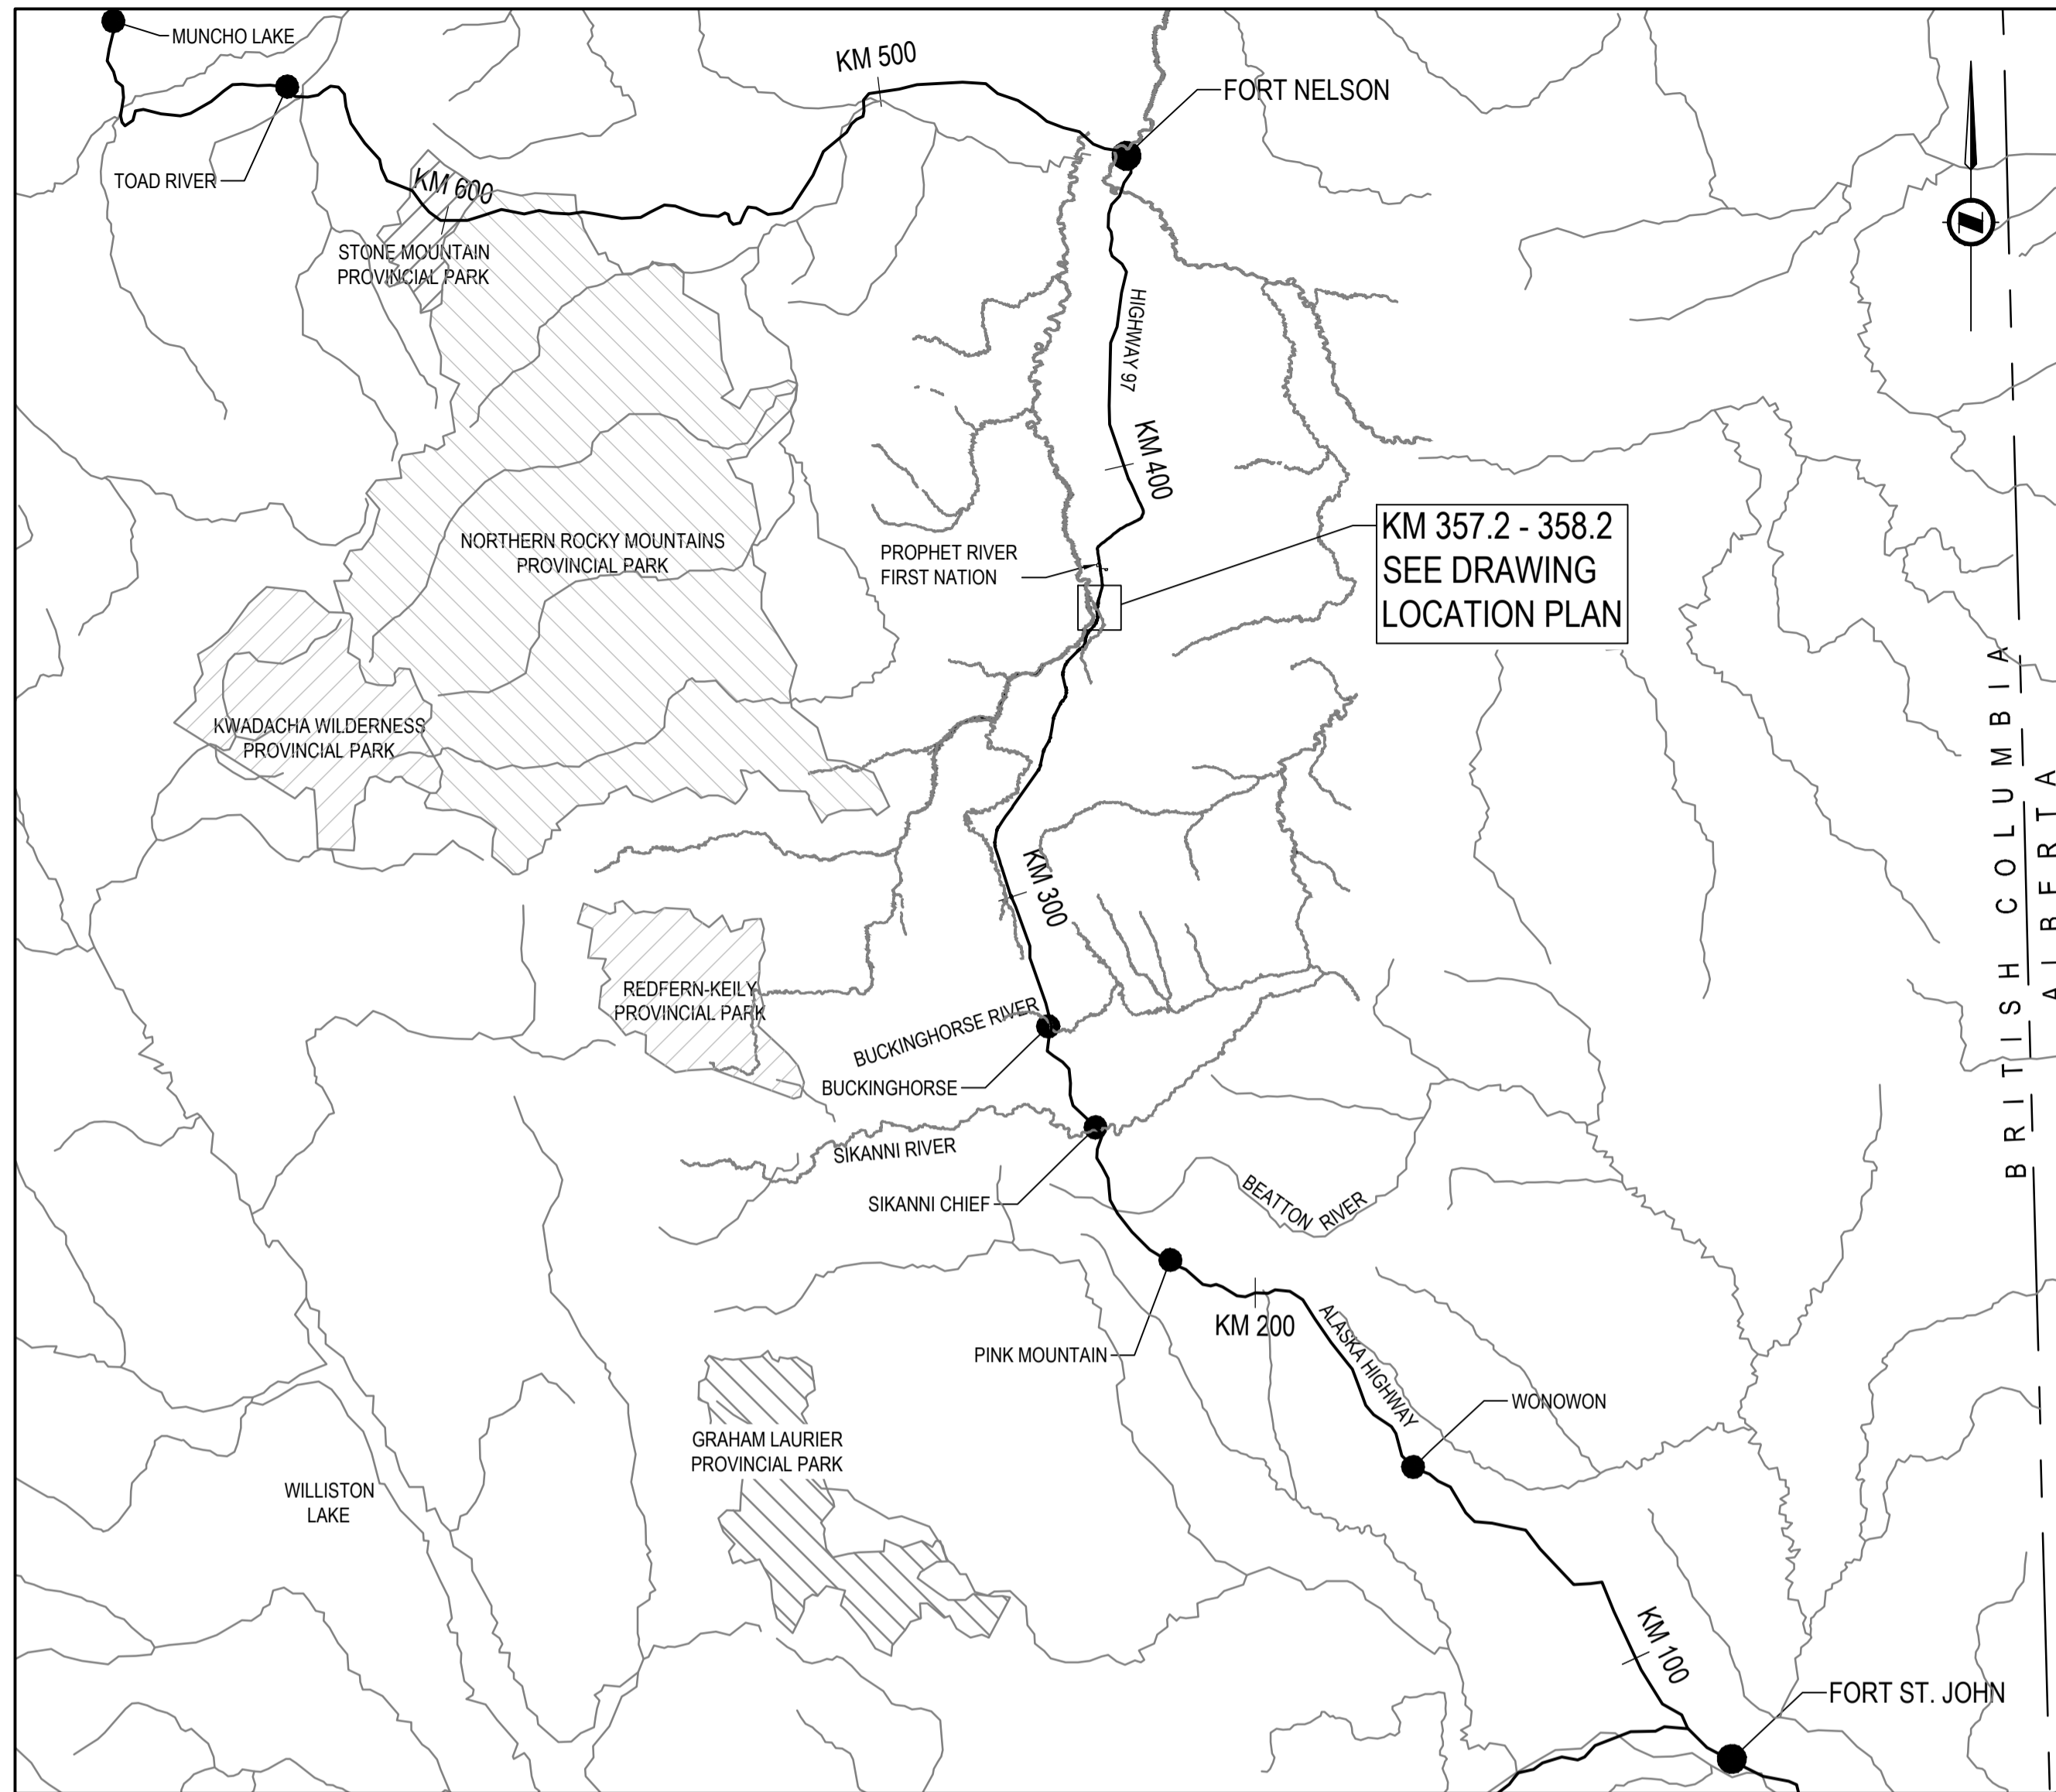 MUNCHO LAKE
KM 500
FORT NELSON
TOAD RIVER
KM 600
STONE MOUNTAIN
PROVINCIAL PARK
HIGHWAY 97
KM 400
KM 357.2 - 358.2
SEE DRAWING
LOCATION PLAN
NORTHERN ROCKY MOUNTAINS
PROVINCIAL PARK
PROPHET RIVER
FIRST NATION
KWADACHA WILDERNESS
PROVINCIAL PARK
BRITISH COLUMBIA
ALBERTA
KM 300
REDFERN-KEILY
PROVINCIAL PARK
BUCKINGHORSE RIVER
BUCKINGHORSE
SIKANNI RIVER
SIKANNI CHIEF
BEATTON RIVER
KM 200
PINK MOUNTAIN
ALASKA HIGHWAY
WONOWON
GRAHAM LAURIER
PROVINCIAL PARK
WILLISTON
LAKE
KM 100
FORT ST. JOHN